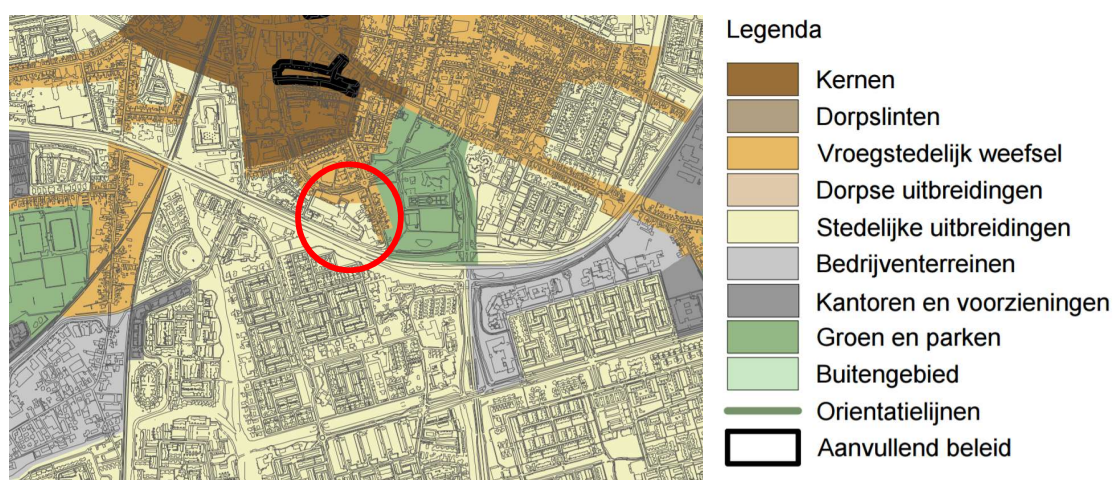 Legenda
Kernen
Dorpslinten
Vroegstedelijk weefsel
Dorpse uitbreidingen
Stedelijke uitbreidingen
Bedrijventerreinen
Kantoren en voorzieningen
Groen en parken
Buitengebied
Orientatielijnen
Aanvullend beleid